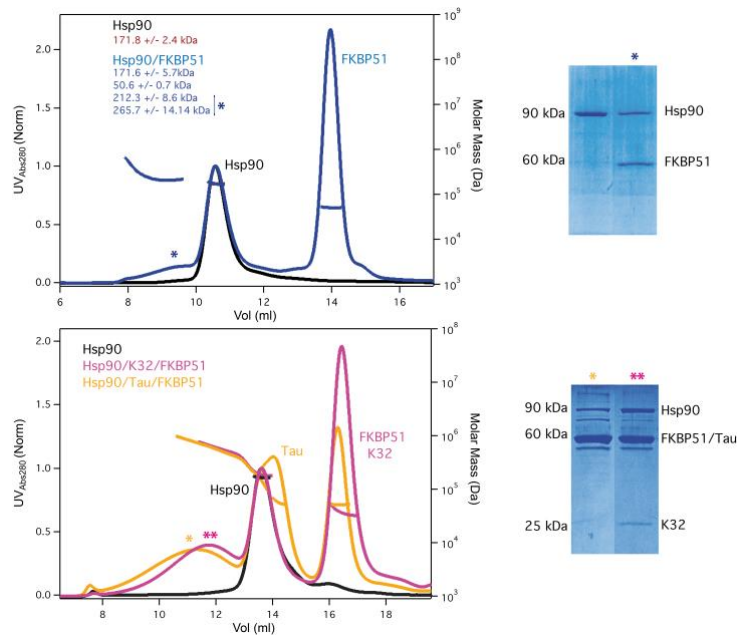 Hsp90
171.8 +/- 2.4 kDa
Hsp90/FKBP51
171.6 +/- 5.7kDa
50.6 +/- 0.7 kDa
212.3 +/- 8.6 kDa
265.7 +/- 14.14 kDa
*
FKBP51
Hsp90
*
UVAbs280 (Norm)
2.0
1.5
1.0
0.5
0.0
10⁹
10⁸
10⁷
10⁶
10⁵
10⁴
10³
Molar Mass (Da)
6 8 10 12 14 16
Vol (ml)
*
90 kDa
Hsp90
60 kDa
FKBP51
Hsp90
Hsp90/K32/FKBP51
Hsp90/Tau/FKBP51
FKBP51
K32
Tau
Hsp90
* **
UVAbs280 (Norm)
2.0
1.5
1.0
0.5
0.0
10⁸
10⁷
10⁶
10⁵
10⁴
10³
Molar Mass (Da)
8 10 12 14 16 18
Vol (ml)
* **
90 kDa
Hsp90
60 kDa
FKBP51/Tau
25 kDa
K32